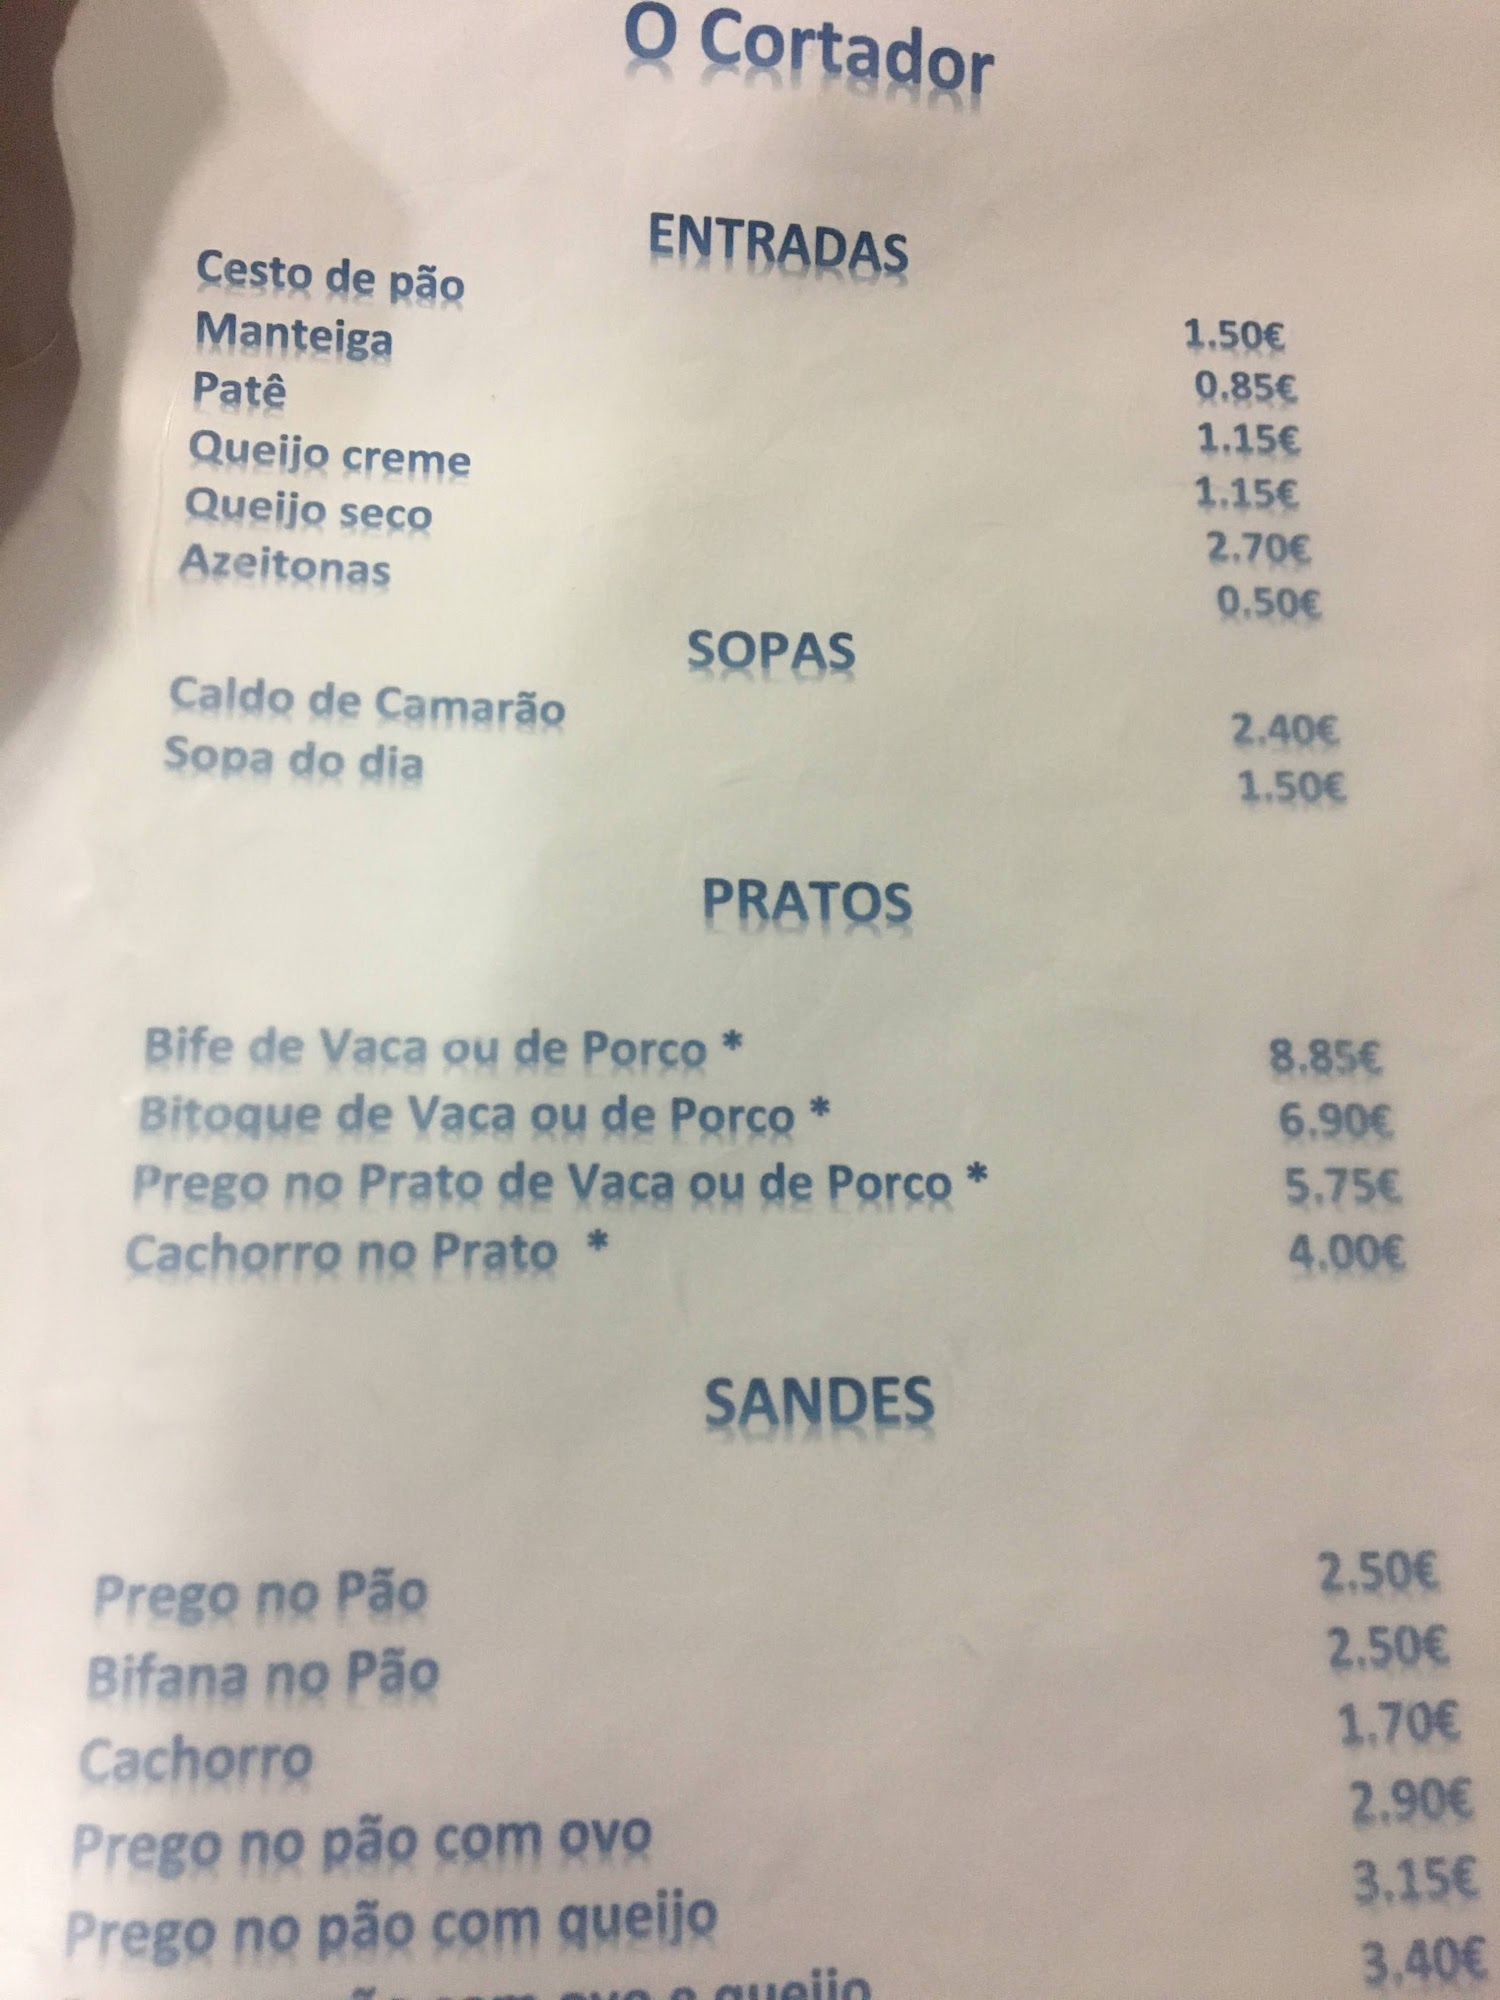 O Cortador
ENTRADAS
Cesto de pão 1.50€
Manteiga 0.85€
Patê 1.15€
Queijo creme 1.15€
Queijo seco 2.70€
Azeitonas 0.50€
SOPAS
Caldo de Camarão 2.40€
Sopa do dia 1.50€
PRATOS
Bife de Vaca ou de Porco * 8.85€
Bitoque de Vaca ou de Porco * 6.90€
Prego no Prato de Vaca ou de Porco * 5.75€
Cachorro no Prato * 4.00€
SANDES
Prego no Pão 2.50€
Bifana no Pão 2.50€
Cachorro 1.70€
Prego no pão com ovo 2.90€
Prego no pão com queijo 3.15€
pão com ovo e queijo 3.40€